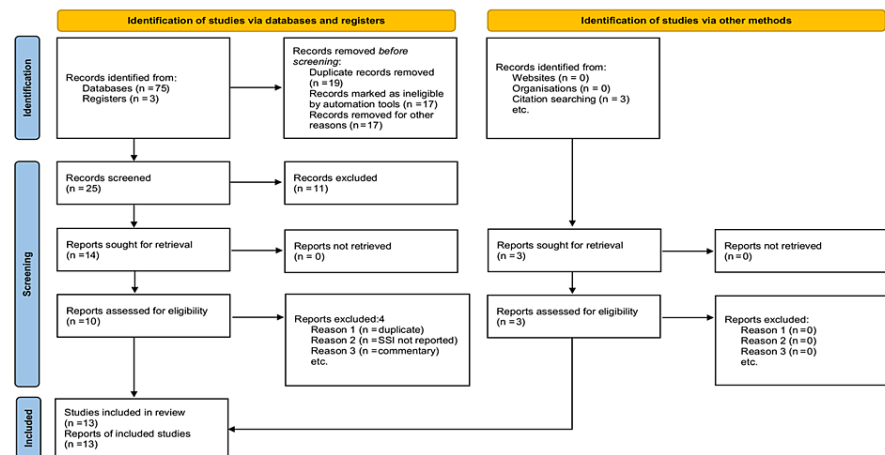 Identification of studies via databases and registers
Identification of studies via other methods
Identification
Records identified from:
Databases (n =75)
Registers (n =3)
Records removed before
screening:
Duplicate records removed
(n =19)
Records marked as ineligible
by automation tools (n =17)
Records removed for other
reasons (n =17)
Records identified from:
Websites (n = 0)
Organisations (n = 0)
Citation searching (n = 3)
etc.
Screening
Records screened
(n =25)
Records excluded
(n =11)
Reports sought for retrieval
(n =14)
Reports not retrieved
(n = 0)
Reports sought for retrieval
(n =3)
Reports not retrieved
(n =0)
Reports assessed for eligibility
(n =10)
Reports excluded:4
Reason 1 (n =duplicate)
Reason 2 (n =SSI not reported)
Reason 3 (n =commentary)
etc.
Reports assessed for eligibility
(n =3)
Reports excluded:
Reason 1 (n=0)
Reason 2 (n=0)
Reason 3 (n=0)
etc.
Included
Studies included in review
(n =13)
Reports of included studies
(n =13)